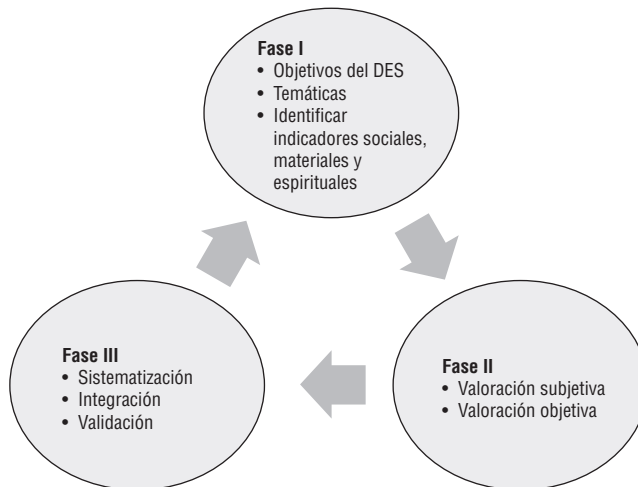 Fase I
• Objetivos del DES
• Temáticas
• Identificar
indicadores sociales,
materiales y
espirituales
Fase II
• Valoración subjetiva
• Valoración objetiva
Fase III
• Sistematización
• Integración
• Validación